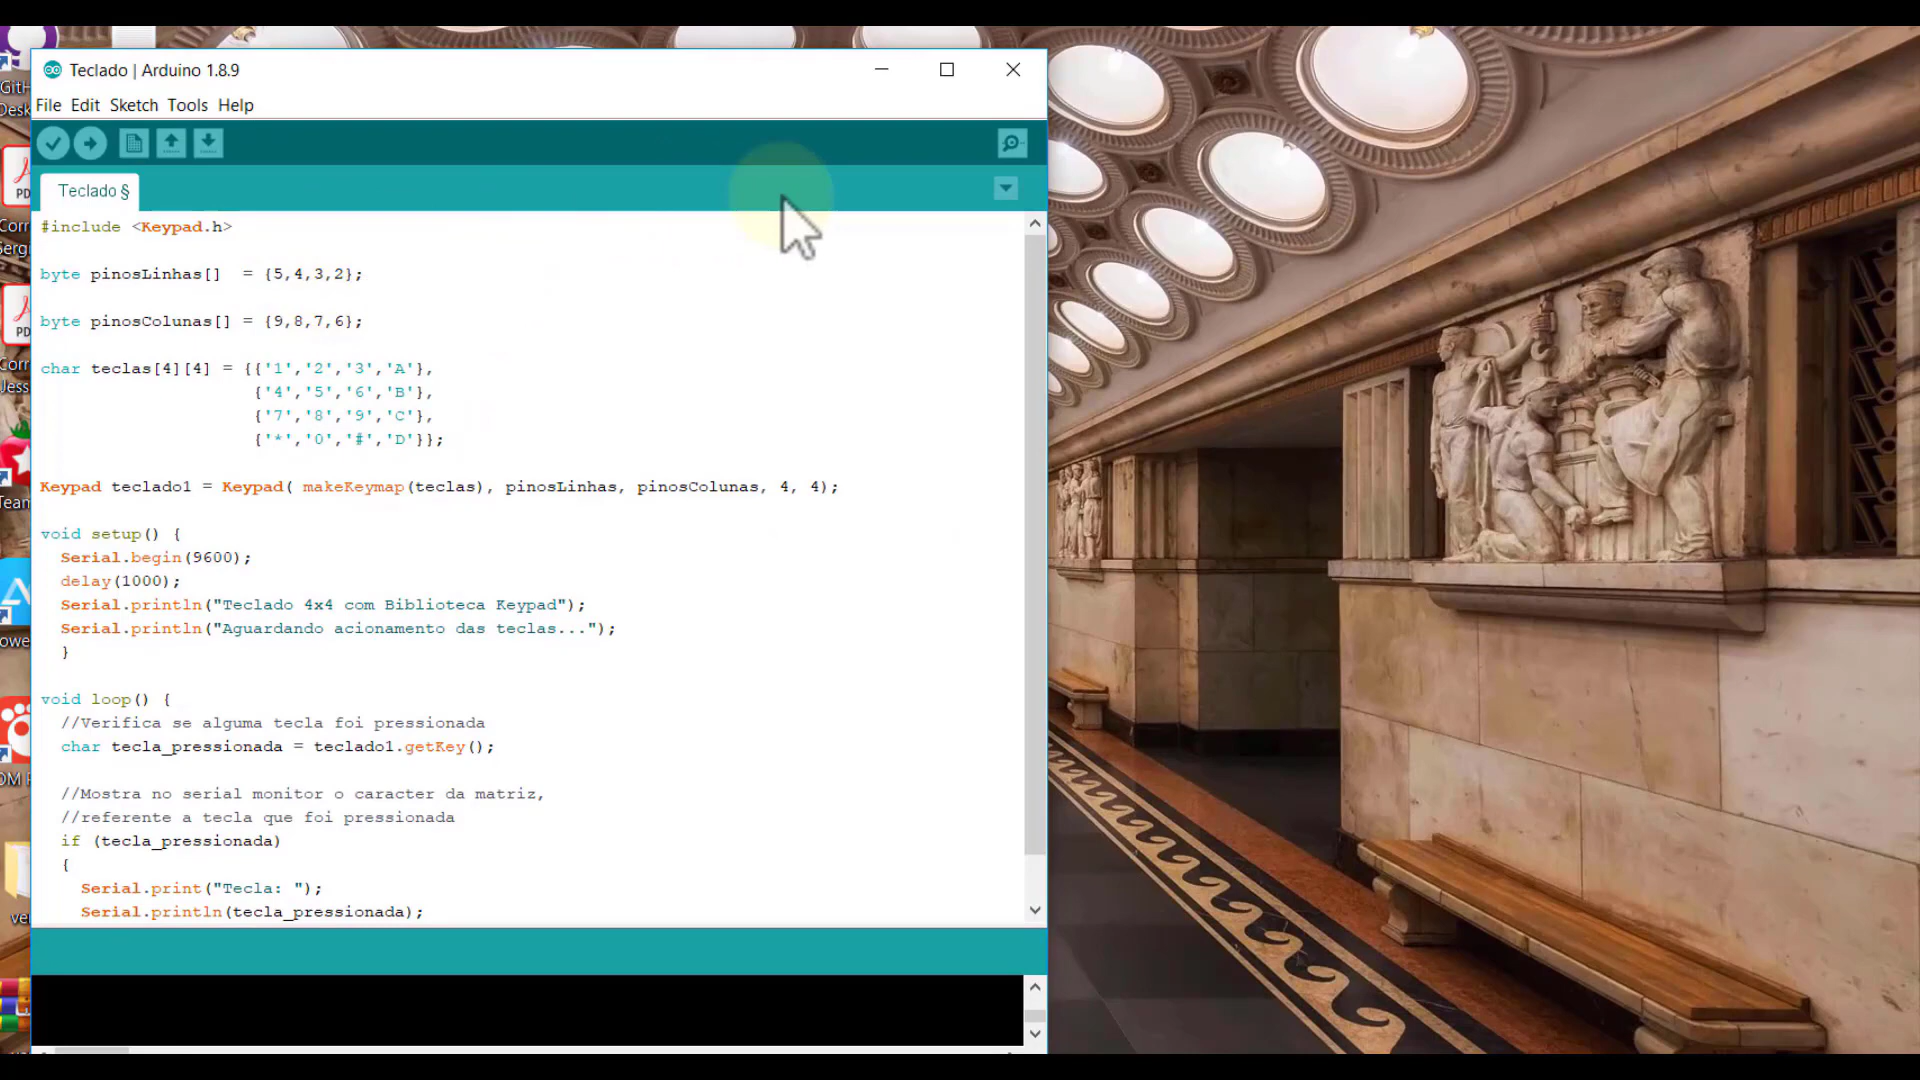 Teclado | Arduino 1.8.9
File Edit Sketch Tools Help
Teclado §
#include <Keypad.h>
byte pinosLinhas[]  = {5,4,3,2};
byte pinosColunas[] = {9,8,7,6};
char teclas[4][4] = {{'1','2','3','A'},
{'4','5','6','B'},
{'7','8','9','C'},
{'*','0','#','D'}};
Keypad teclado1 = Keypad( makeKeymap(teclas), pinosLinhas, pinosColunas, 4, 4);
void setup() {
Serial.begin(9600);
delay(1000);
Serial.println("Teclado 4x4 com Biblioteca Keypad");
Serial.println("Aguardando acionamento das teclas...");
}
void loop() {
//Verifica se alguma tecla foi pressionada
char tecla_pressionada = teclado1.getKey();
//Mostra no serial monitor o caracter da matriz,
//referente a tecla que foi pressionada
if (tecla_pressionada)
{
Serial.print("Tecla: ");
Serial.println(tecla_pressionada);